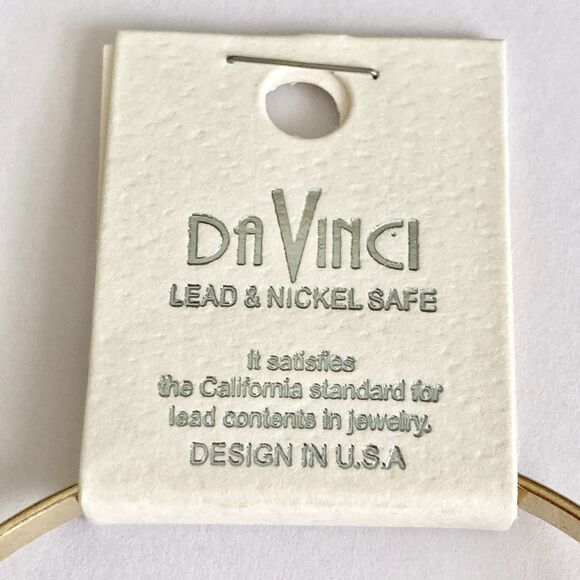 DAVINCI
LEAD & NICKEL SAFE
It satisfies
the California standard for
lead contents in jewelry.
DESIGN IN U.S.A